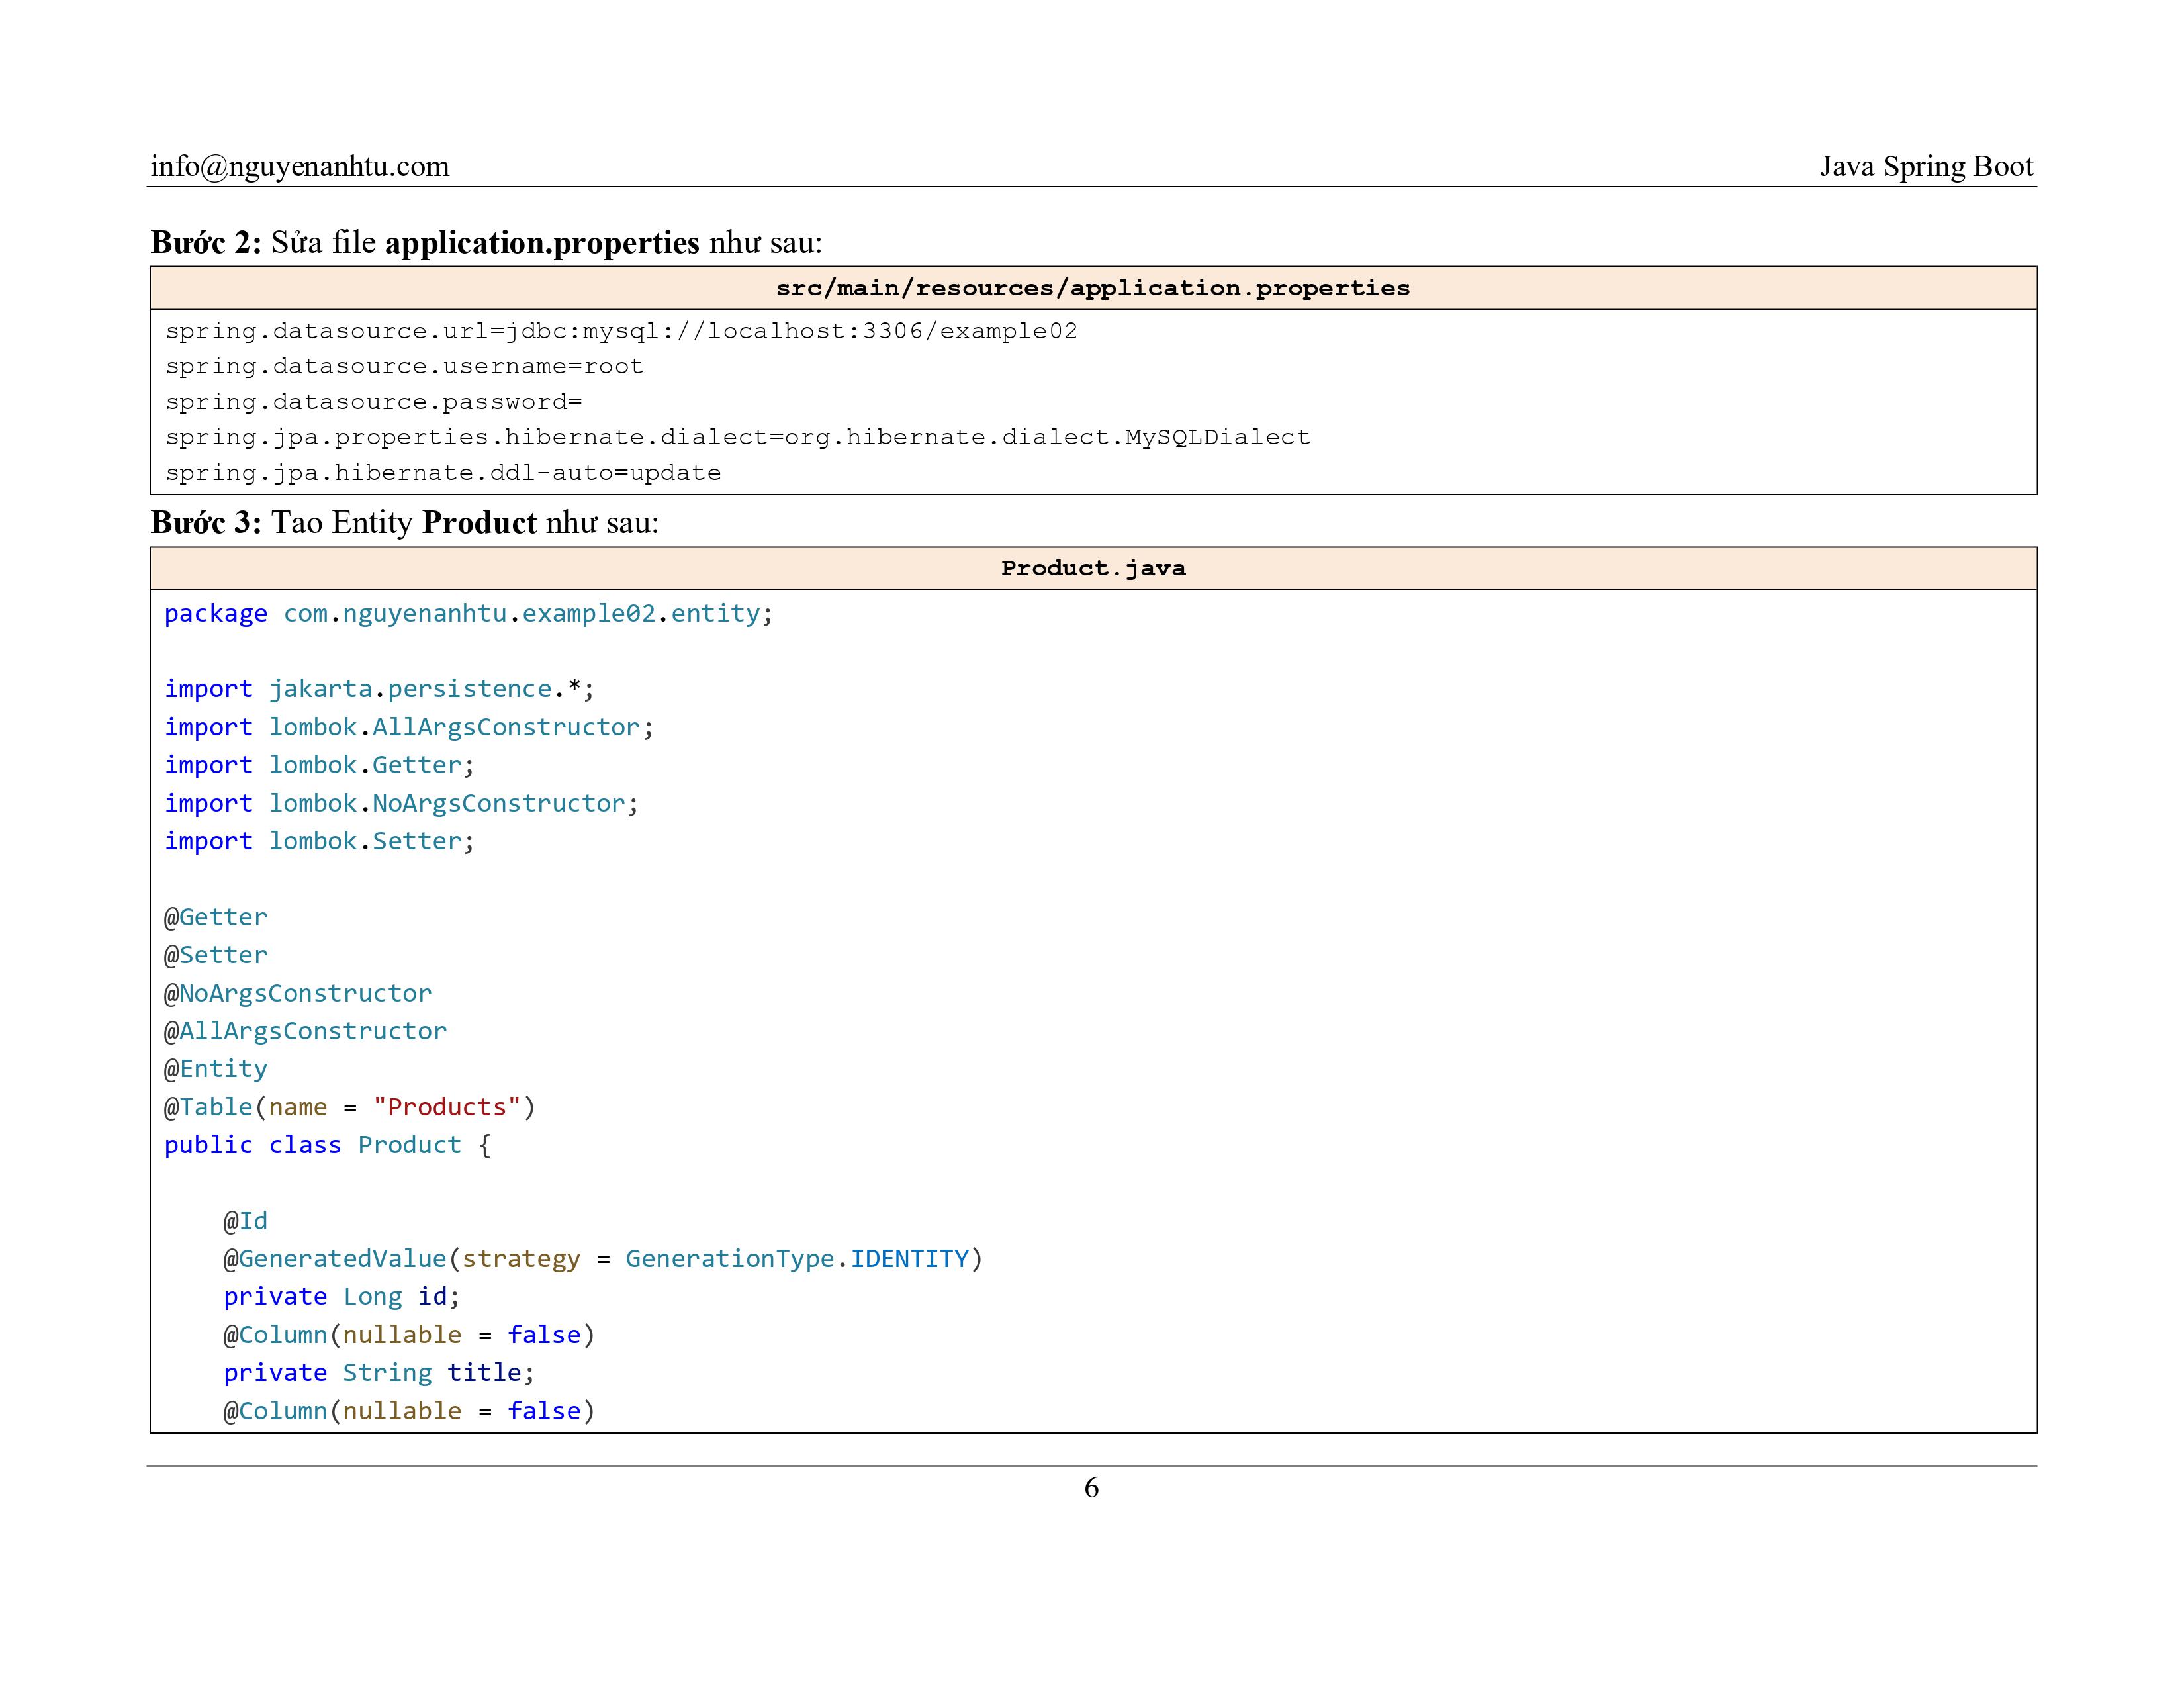 info@nguyenanhtu.com Java Spring Boot
Bước 2: Sửa file application.properties như sau:
src/main/resources/application.properties
spring.datasource.url=jdbc:mysql://localhost:3306/example02
spring.datasource.username=root
spring.datasource.password=
spring.jpa.properties.hibernate.dialect=org.hibernate.dialect.MySQLDialect
spring.jpa.hibernate.ddl-auto=update
Bước 3: Tao Entity Product như sau:
Product.java
package com.nguyenanhtu.example02.entity;
import jakarta.persistence.*;
import lombok.AllArgsConstructor;
import lombok.Getter;
import lombok.NoArgsConstructor;
import lombok.Setter;
@Getter
@Setter
@NoArgsConstructor
@AllArgsConstructor
@Entity
@Table(name = "Products")
public class Product {
@Id
@GeneratedValue(strategy = GenerationType.IDENTITY)
private Long id;
@Column(nullable = false)
private String title;
@Column(nullable = false)
6